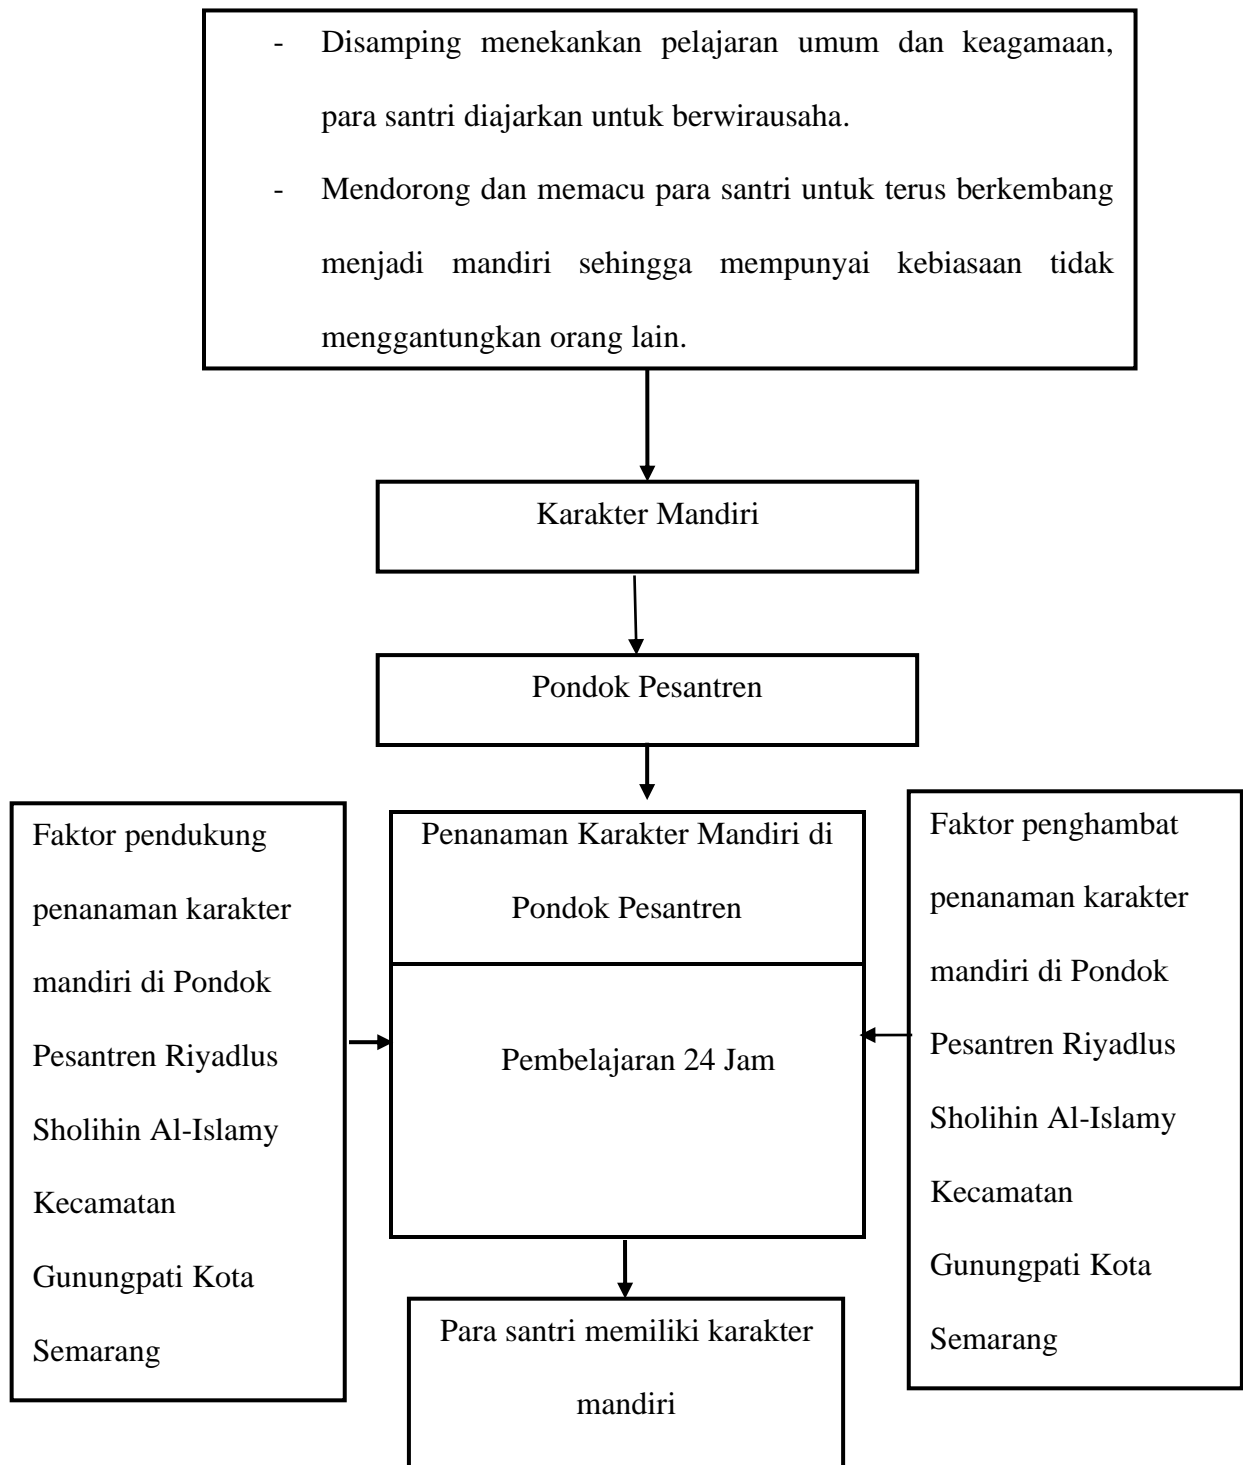 - Disamping menekankan pelajaran umum dan keagamaan,
para santri diajarkan untuk berwirausaha.
- Mendorong dan memacu para santri untuk terus berkembang
menjadi mandiri sehingga mempunyai kebiasaan tidak
menggantungkan orang lain.
Karakter Mandiri
Pondok Pesantren
Faktor pendukung
penanaman karakter
mandiri di Pondok
Pesantren Riyadlus
Sholihin Al-Islamy
Kecamatan
Gunungpati Kota
Semarang
Penanaman Karakter Mandiri di
Pondok Pesantren
Pembelajaran 24 Jam
Faktor penghambat
penanaman karakter
mandiri di Pondok
Pesantren Riyadlus
Sholihin Al-Islamy
Kecamatan
Gunungpati Kota
Semarang
Para santri memiliki karakter
mandiri